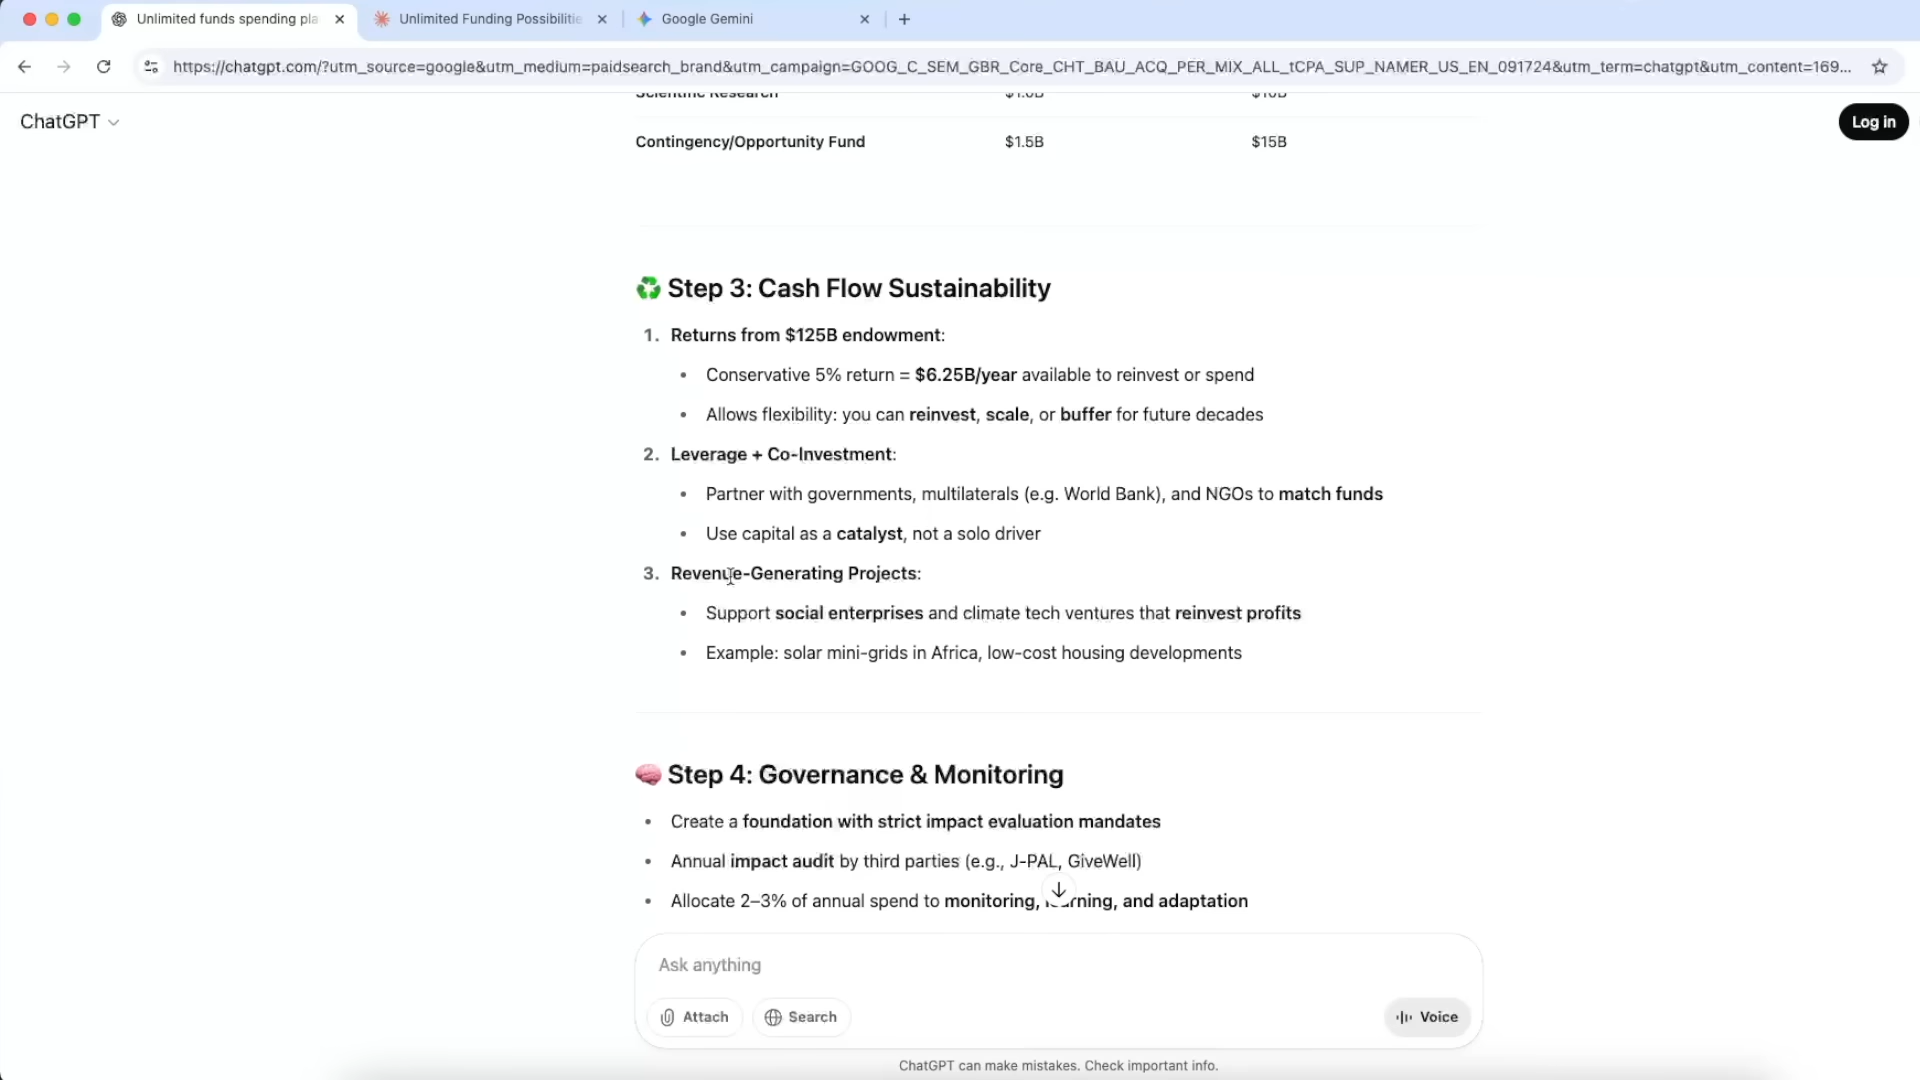 Unlimited funds spending pla
Unlimited Funding Possibilitie
Google Gemini
https://chatgpt.com/?utm_source=google&utm_medium=paidsearch_brand&utm_campaign=GOOG_C_SEM_GBR_Core_CHT_BAU_ACQ_PER_MIX_ALL_tCPA_SUP_NAMER_US_EN_091724&utm_term=chatgpt&utm_content=169...
ChatGPT
Log in
Scientific Research
Contingency/Opportunity Fund $1.5B $15B
♻️ Step 3: Cash Flow Sustainability
1. Returns from $125B endowment:
• Conservative 5% return = $6.25B/year available to reinvest or spend
• Allows flexibility: you can reinvest, scale, or buffer for future decades
2. Leverage + Co-Investment:
• Partner with governments, multilaterals (e.g. World Bank), and NGOs to match funds
• Use capital as a catalyst, not a solo driver
3. Revenue-Generating Projects:
• Support social enterprises and climate tech ventures that reinvest profits
• Example: solar mini-grids in Africa, low-cost housing developments
🧠 Step 4: Governance & Monitoring
• Create a foundation with strict impact evaluation mandates
• Annual impact audit by third parties (e.g., J-PAL, GiveWell)
• Allocate 2–3% of annual spend to monitoring, learning, and adaptation
Ask anything
Attach
Search
Voice
ChatGPT can make mistakes. Check important info.